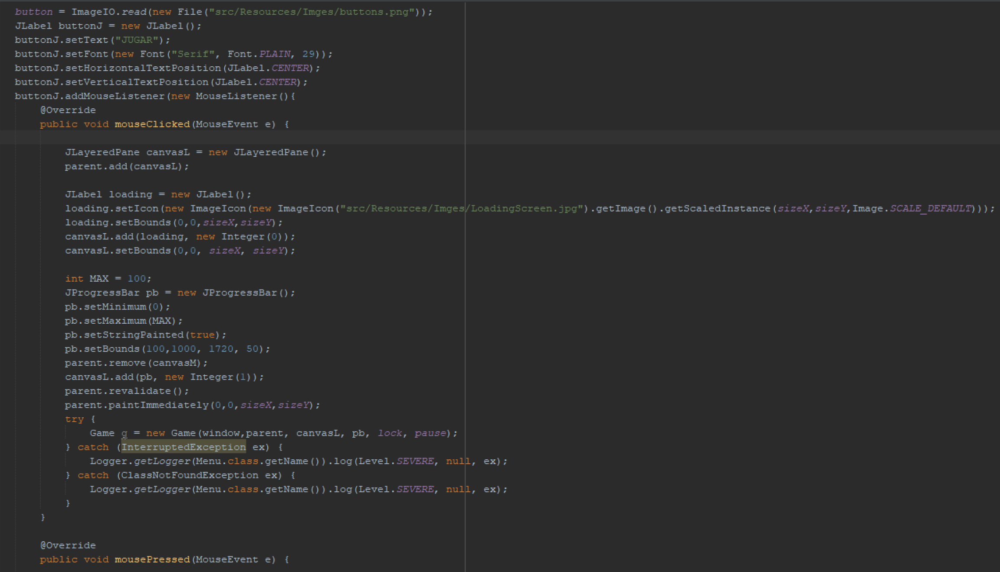 button = ImageIO.read(new File("src/Resources/Imges/buttons.png"));
JLabel buttonJ = new JLabel();
buttonJ.setText("JUGAR");
buttonJ.setFont(new Font("Serif", Font.PLAIN, 29));
buttonJ.setHorizontalTextPosition(JLabel.CENTER);
buttonJ.setVerticalTextPosition(JLabel.CENTER);
buttonJ.addMouseListener(new MouseListener(){
    @Override
    public void mouseClicked(MouseEvent e) {

        JLayeredPane canvasL = new JLayeredPane();
        parent.add(canvasL);

        JLabel loading = new JLabel();
        loading.setIcon(new ImageIcon(new ImageIcon("src/Resources/Imges/LoadingScreen.jpg").getImage().getScaledInstance(sizeX,sizeY,Image.SCALE_DEFAULT)));
        loading.setBounds(0,0,sizeX,sizeY);
        canvasL.add(loading, new Integer(0));
        canvasL.setBounds(0,0, sizeX, sizeY);

        int MAX = 100;
        JProgressBar pb = new JProgressBar();
        pb.setMinimum(0);
        pb.setMaximum(MAX);
        pb.setStringPainted(true);
        pb.setBounds(100,1000, 1720, 50);
        parent.remove(canvasM);
        canvasL.add(pb, new Integer(1));
        parent.revalidate();
        parent.paintImmediately(0,0,sizeX,sizeY);
        try {
            Game g = new Game(window,parent, canvasL, pb, lock, pause);
        } catch (InterruptedException ex) {
            Logger.getLogger(Menu.class.getName()).log(Level.SEVERE, null, ex);
        } catch (ClassNotFoundException ex) {
            Logger.getLogger(Menu.class.getName()).log(Level.SEVERE, null, ex);
        }
    }

    @Override
    public void mousePressed(MouseEvent e) {